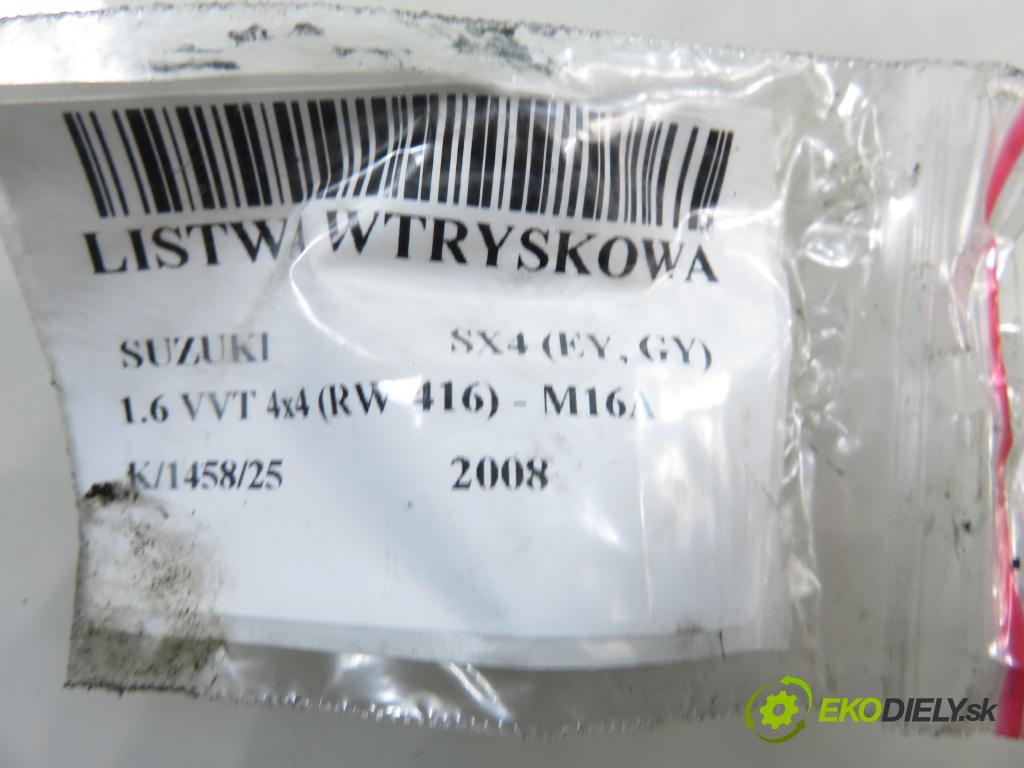 LISTWA WTRYSKOWA
SUZUKI SX4 (EY, GY)
1.6 VVT 4x4 (RW 416) - M16A
K/1458/25 2008
EKODIELY.sk